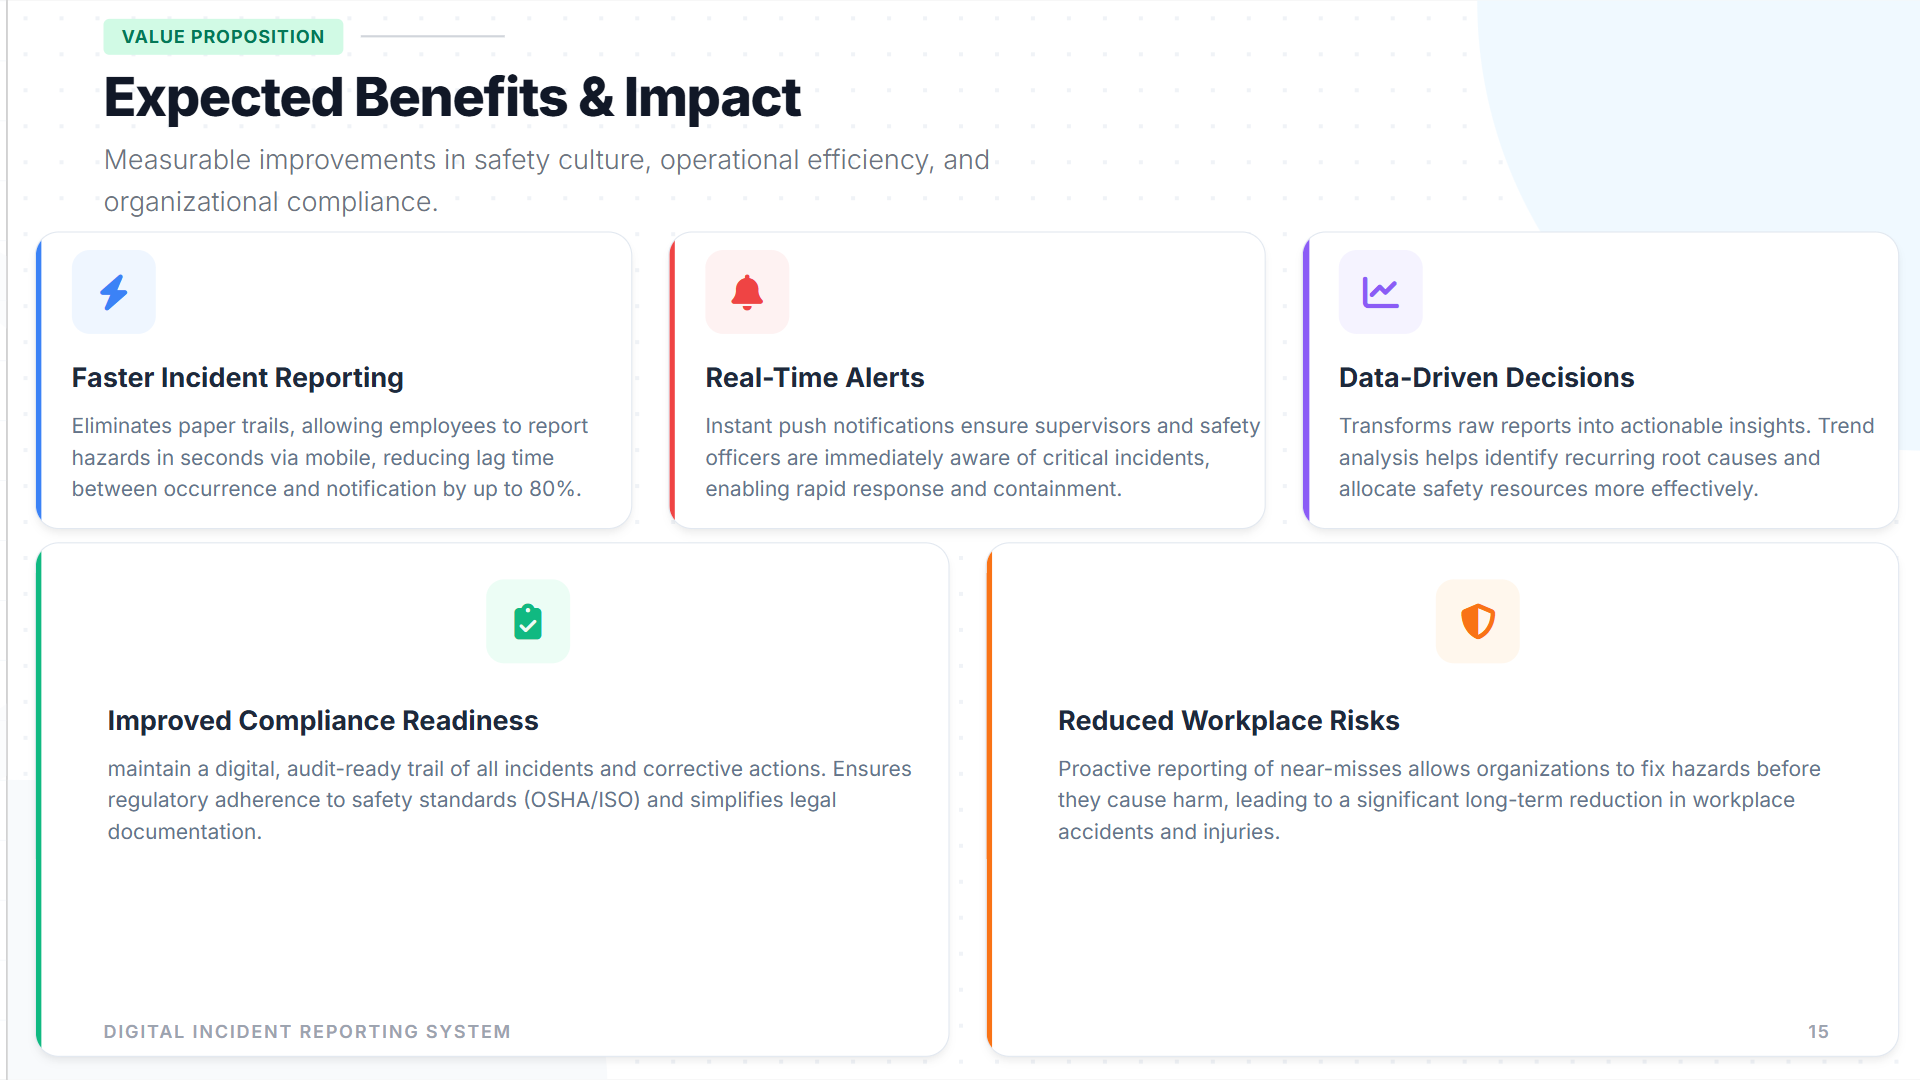 VALUE PROPOSITION
Expected Benefits & Impact
Measurable improvements in safety culture, operational efficiency, and
organizational compliance.
Faster Incident Reporting
Eliminates paper trails, allowing employees to report
hazards in seconds via mobile, reducing lag time
between occurrence and notification by up to 80%.
Real-Time Alerts
Instant push notifications ensure supervisors and safety
officers are immediately aware of critical incidents,
enabling rapid response and containment.
Data-Driven Decisions
Transforms raw reports into actionable insights. Trend
analysis helps identify recurring root causes and
allocate safety resources more effectively.
Improved Compliance Readiness
maintain a digital, audit-ready trail of all incidents and corrective actions. Ensures
regulatory adherence to safety standards (OSHA/ISO) and simplifies legal
documentation.
Reduced Workplace Risks
Proactive reporting of near-misses allows organizations to fix hazards before
they cause harm, leading to a significant long-term reduction in workplace
accidents and injuries.
DIGITAL INCIDENT REPORTING SYSTEM
15